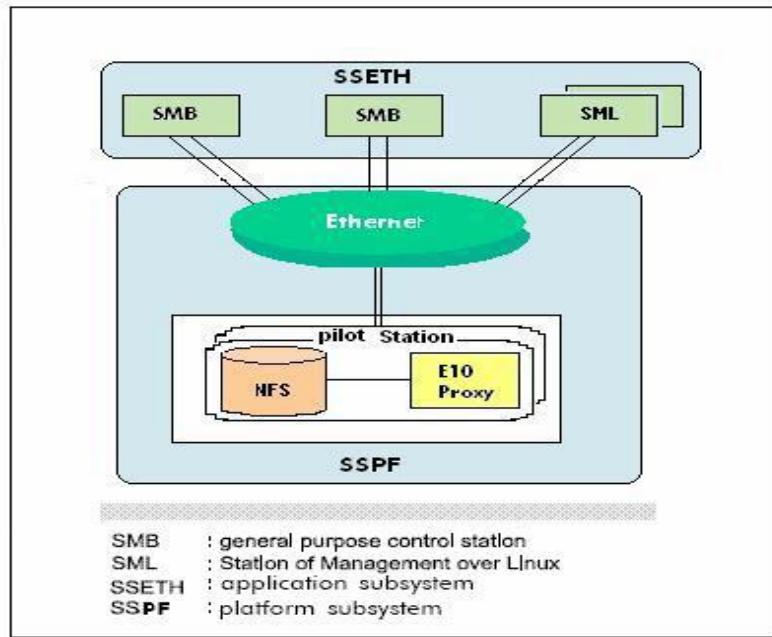 SSETH
SMB
SMB
SML
Ethernet
pilot Station
NFS
E10
Proxy
SSPF
SMB : general purpose control station
SML : Station of Management over Linux
SSETH : application subsystem
SSPF : platform subsystem